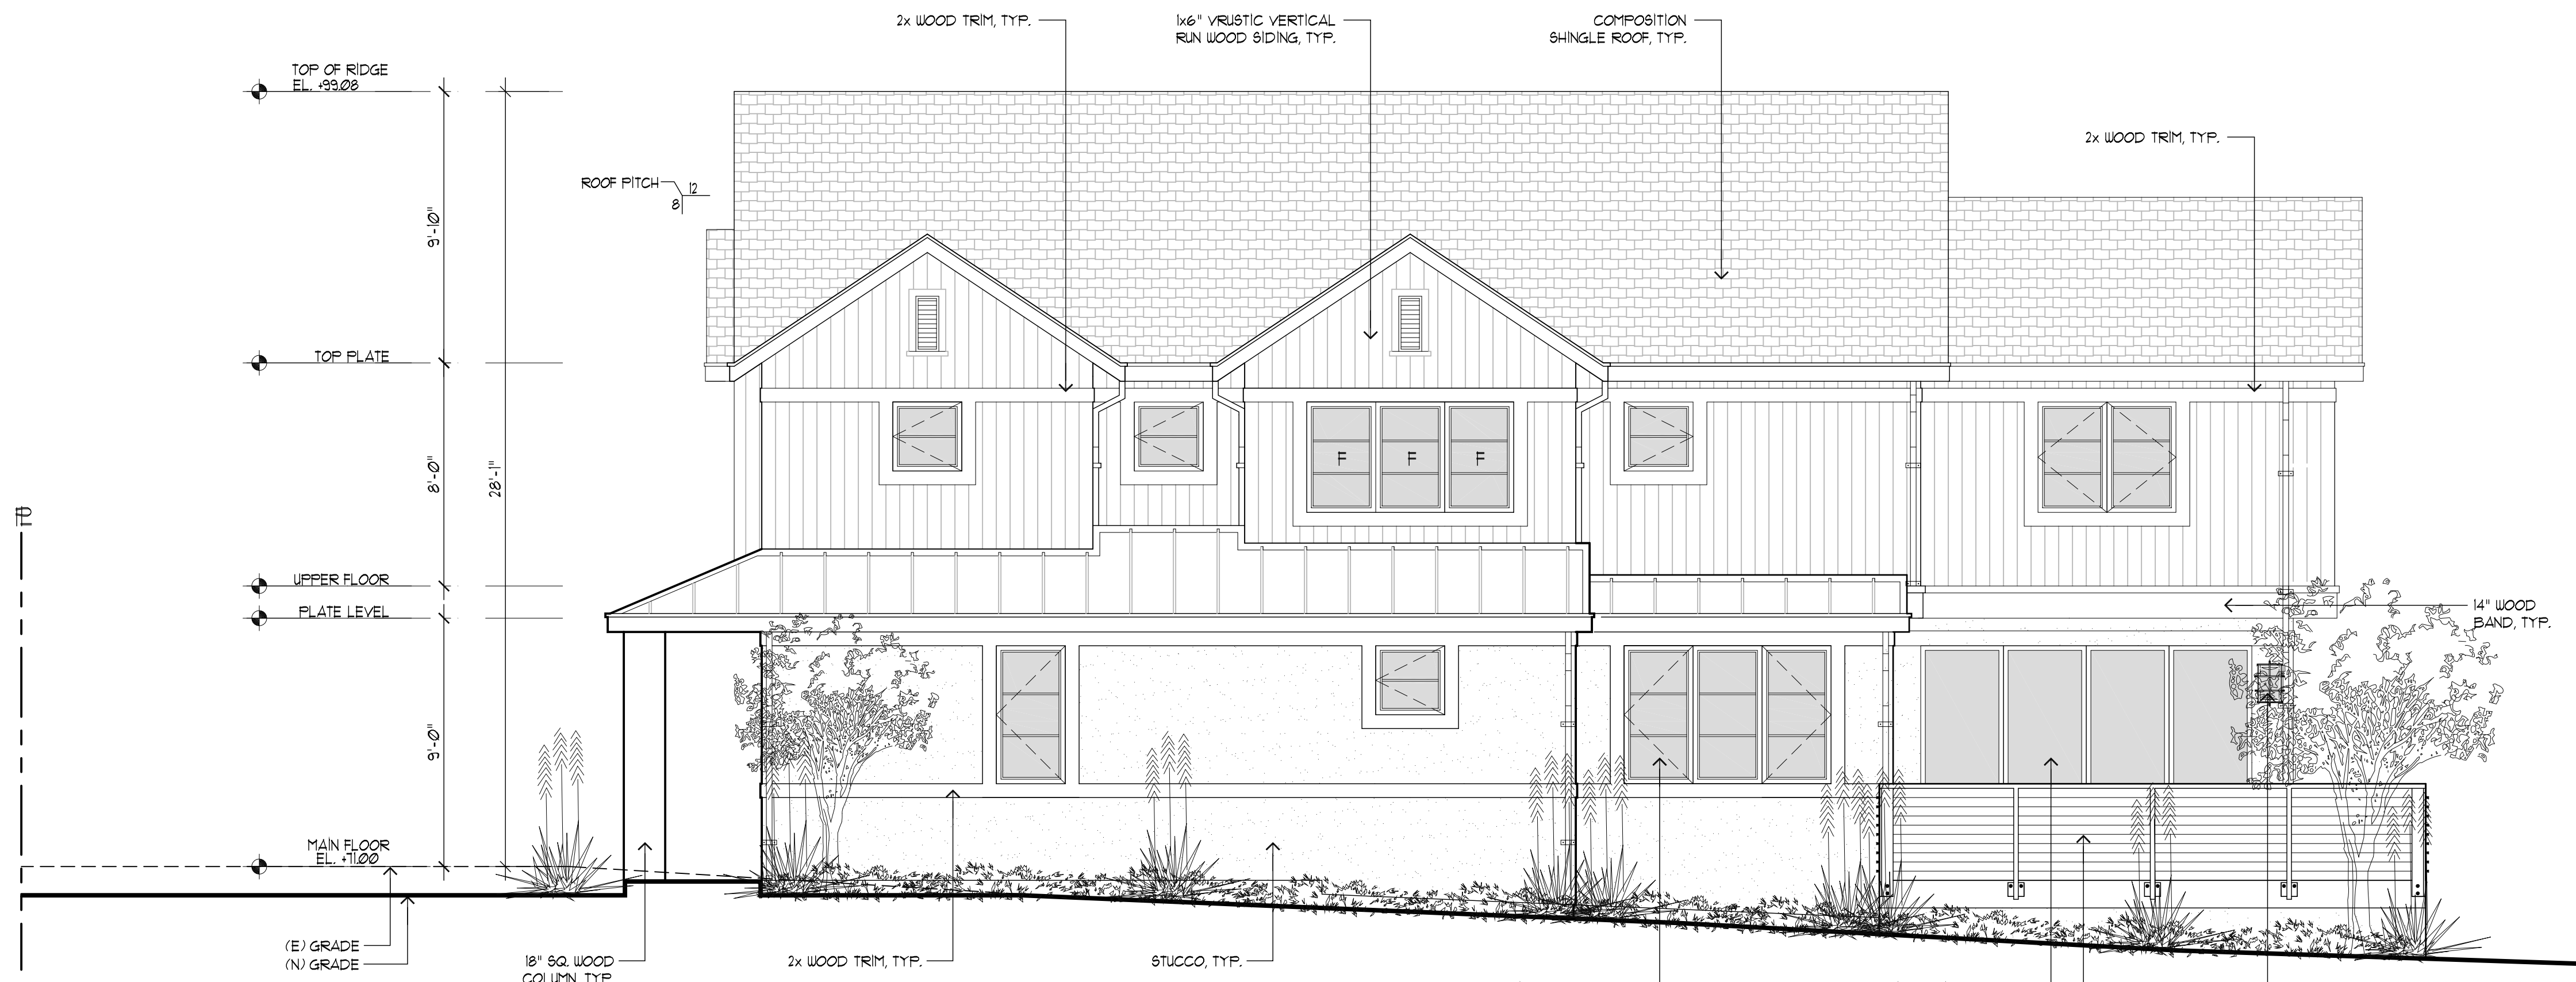 2x WOOD TRIM, TYP.
1x6" VRUSTIC VERTICAL
RUN WOOD SIDING, TYP.
COMPOSITION
SHINGLE ROOF, TYP.
TOP OF RIDGE
EL. +99.08
2x WOOD TRIM, TYP.
ROOF PITCH
12
8
9'-10"
TOP PLATE
8'-0"
28'-1"
F
F
F
PL
UPPER FLOOR
PLATE LEVEL
14" WOOD
BAND, TYP.
9'-0"
MAIN FLOOR
EL. +71.00
(E) GRADE
(N) GRADE
18" SQ. WOOD
COLUMN, TYP.
2x WOOD TRIM, TYP.
STUCCO, TYP.